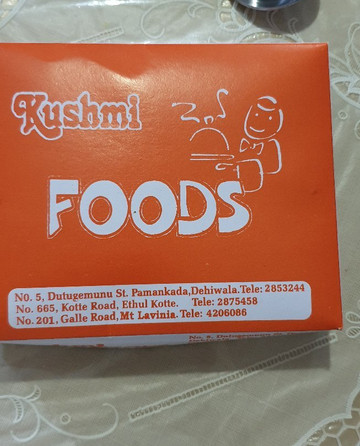 Kushmi
FOODS
N0. 5, Dutugemunu St. Pamankada,Dehiwala.Tele: 2853244
No. 665, Kotte Road, Ethul Kotte. Tele: 2875458
No. 201, Galle Road,Mt Lavinia. Tele: 4206086